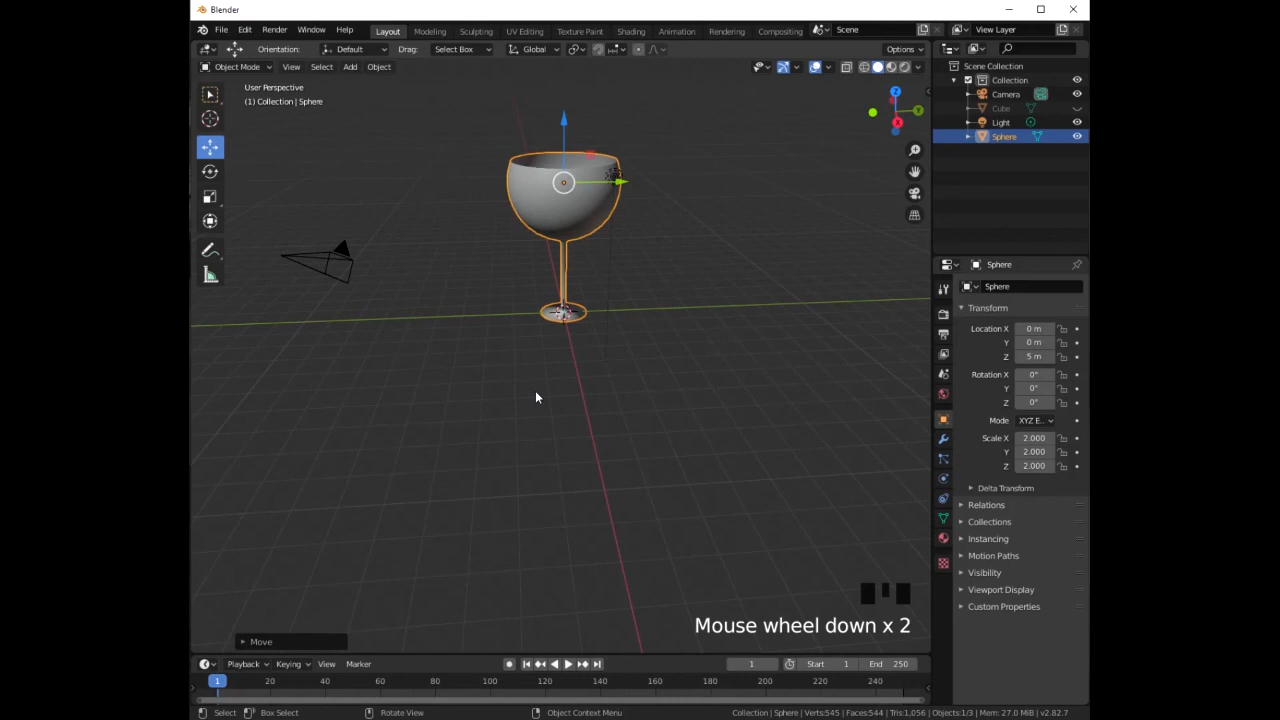 Blender
File Edit Render Window Help Layout Modeling Sculpting UV Editing Texture Paint Shading Animation Rendering Compositing Scene View Layer
Orientation: Default Drag: Select Box Global Options
Object Mode View Select Add Object
User Perspective
(1) Collection | Sphere
Z
Y
X
Scene Collection
Collection
Camera
Cube
Light
Sphere
Sphere
Sphere
Transform
Location X 0 m
Y 0 m
Z 5 m
Rotation X 0°
Y 0°
Z 0°
Mode XYZ E..
Scale X 2.000
Y 2.000
Z 2.000
Delta Transform
Relations
Collections
Instancing
Motion Paths
Visibility
Viewport Display
Custom Properties
Mouse wheel down x 2
Move
Playback Keying View Marker 1 Start 1 End 250
1 20 40 60 80 100 120 140 160 180 200 220 240
Select Box Select Rotate View Object Context Menu Collection | Sphere | Verts:545 | Faces:544 | Tris:1,056 | Objects:1/3 | Mem: 27.0 MiB | v2.82.7